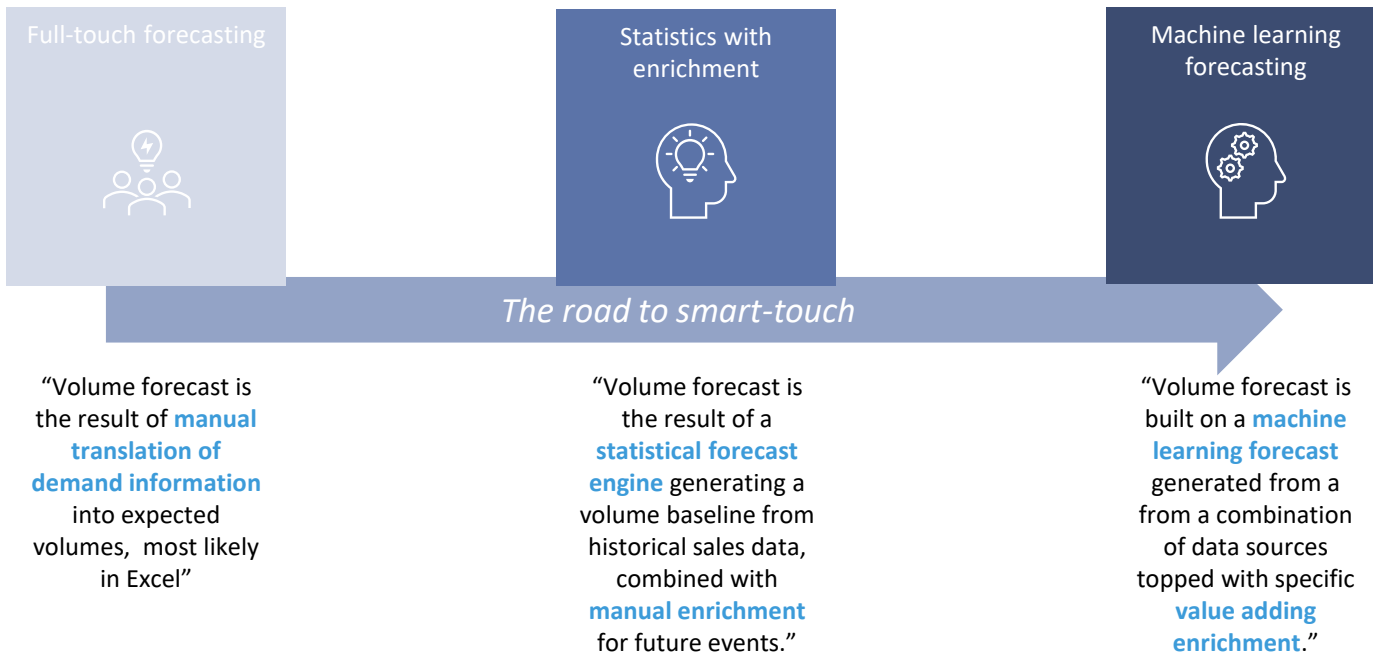 Full-touch forecasting
Statistics with
enrichment
Machine learning
forecasting
The road to smart-touch
“Volume forecast is
the result of manual
translation of
demand information
into expected
volumes,  most likely
in Excel”
“Volume forecast is
the result of a
statistical forecast
engine generating a
volume baseline from
historical sales data,
combined with
manual enrichment
for future events.”
“Volume forecast is
built on a machine
learning forecast
generated from a
from a combination
of data sources
topped with specific
value adding
enrichment.”